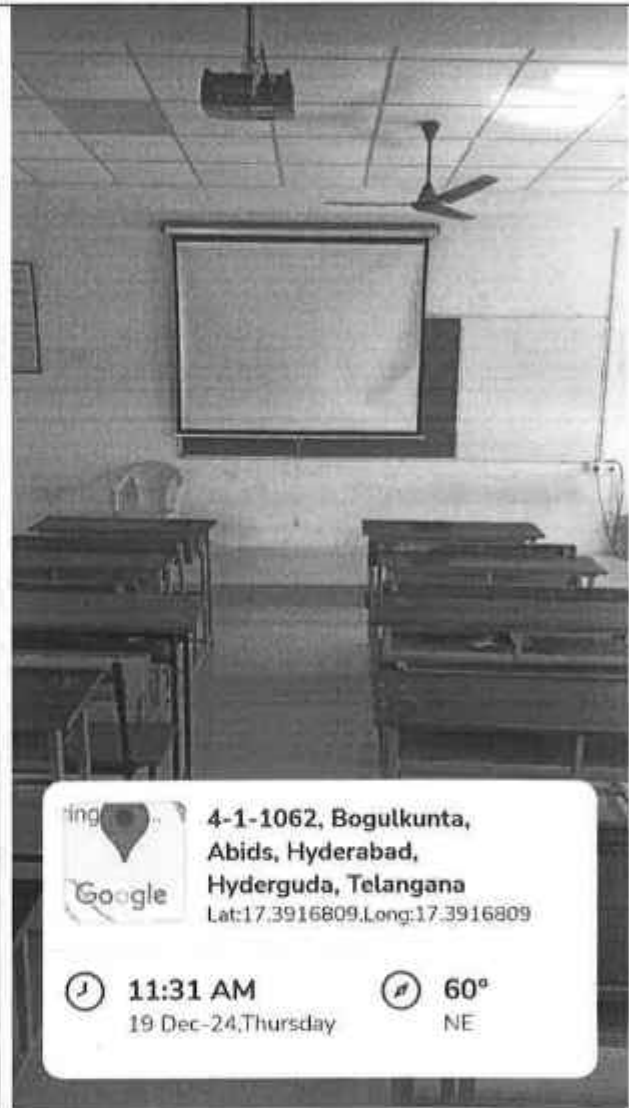 ring
Google
4-1-1062, Bogulkunta,
Abids, Hyderabad,
Hyderguda, Telangana
Lat:17.3916809,Long:17.3916809
11:31 AM
19 Dec-24,Thursday
60°
NE